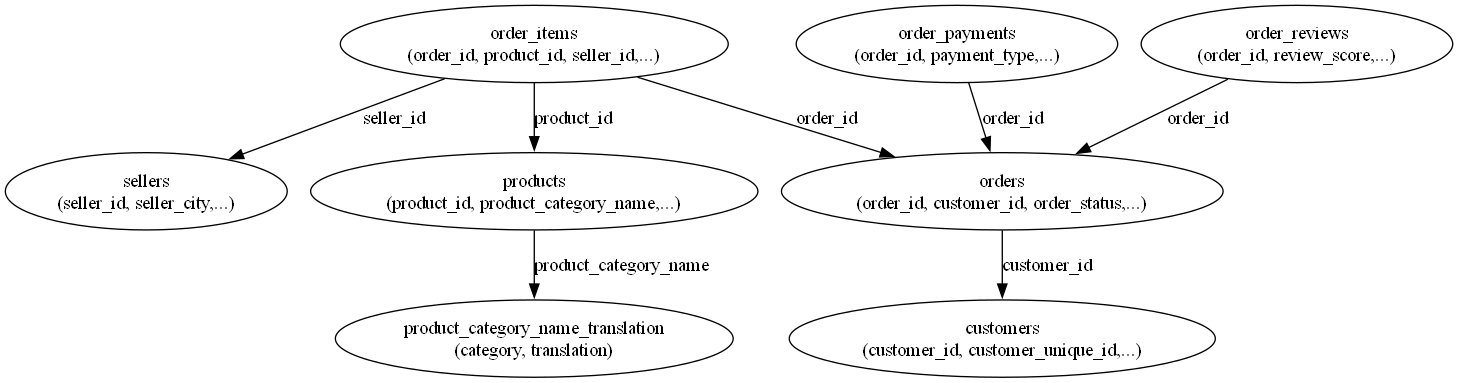 order_items
(order_id, product_id, seller_id,...)
order_payments
(order_id, payment_type,...)
order_reviews
(order_id, review_score,...)
seller_id
product_id
order_id
order_id
order_id
sellers
(seller_id, seller_city,...)
products
(product_id, product_category_name,...)
orders
(order_id, customer_id, order_status,...)
product_category_name
customer_id
product_category_name_translation
(category, translation)
customers
(customer_id, customer_unique_id,...)